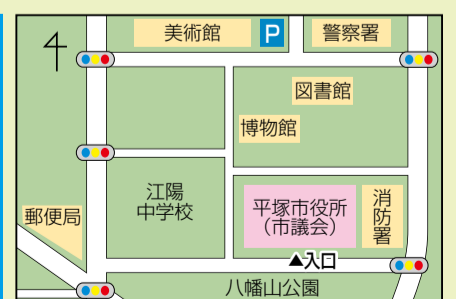 美術館
P
警察署
図書館
博物館
江陽
中学校
平塚市役所
（市議会）
消防署
郵便局
▲入口
八幡山公園